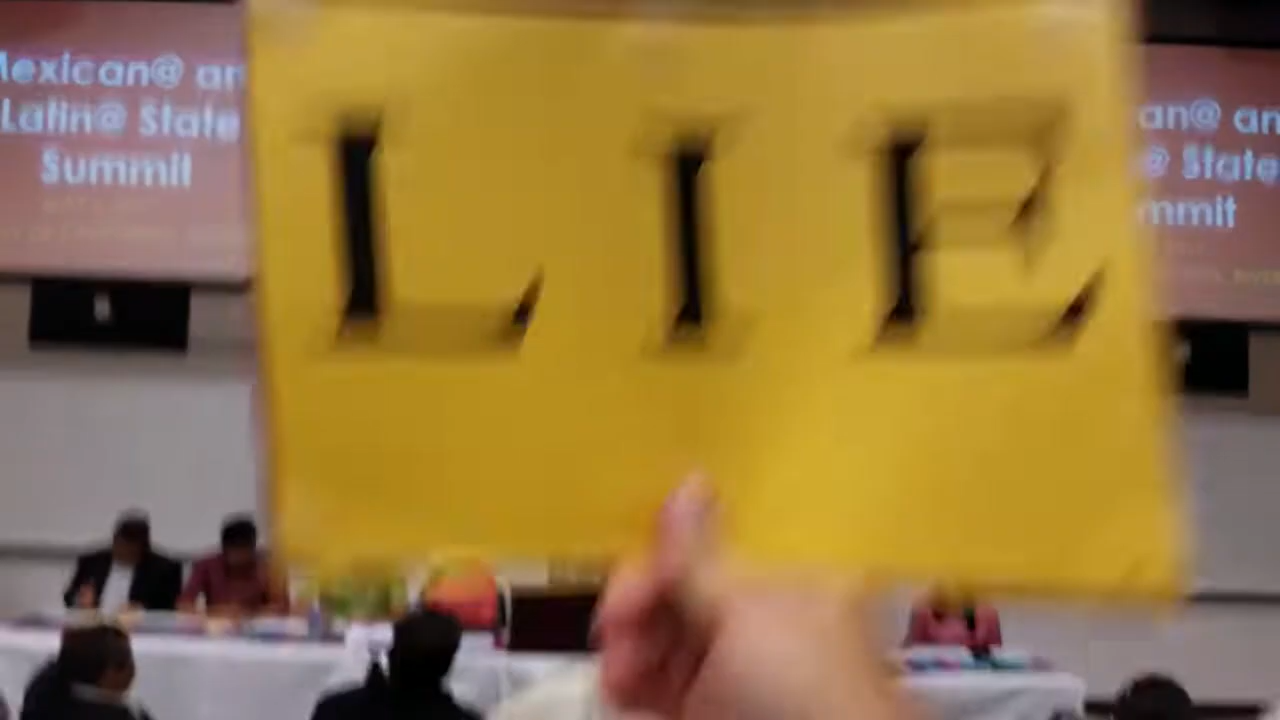 Mexican@ an
Latin@ State
Summit
LIE
an@ an
@ State
mmit